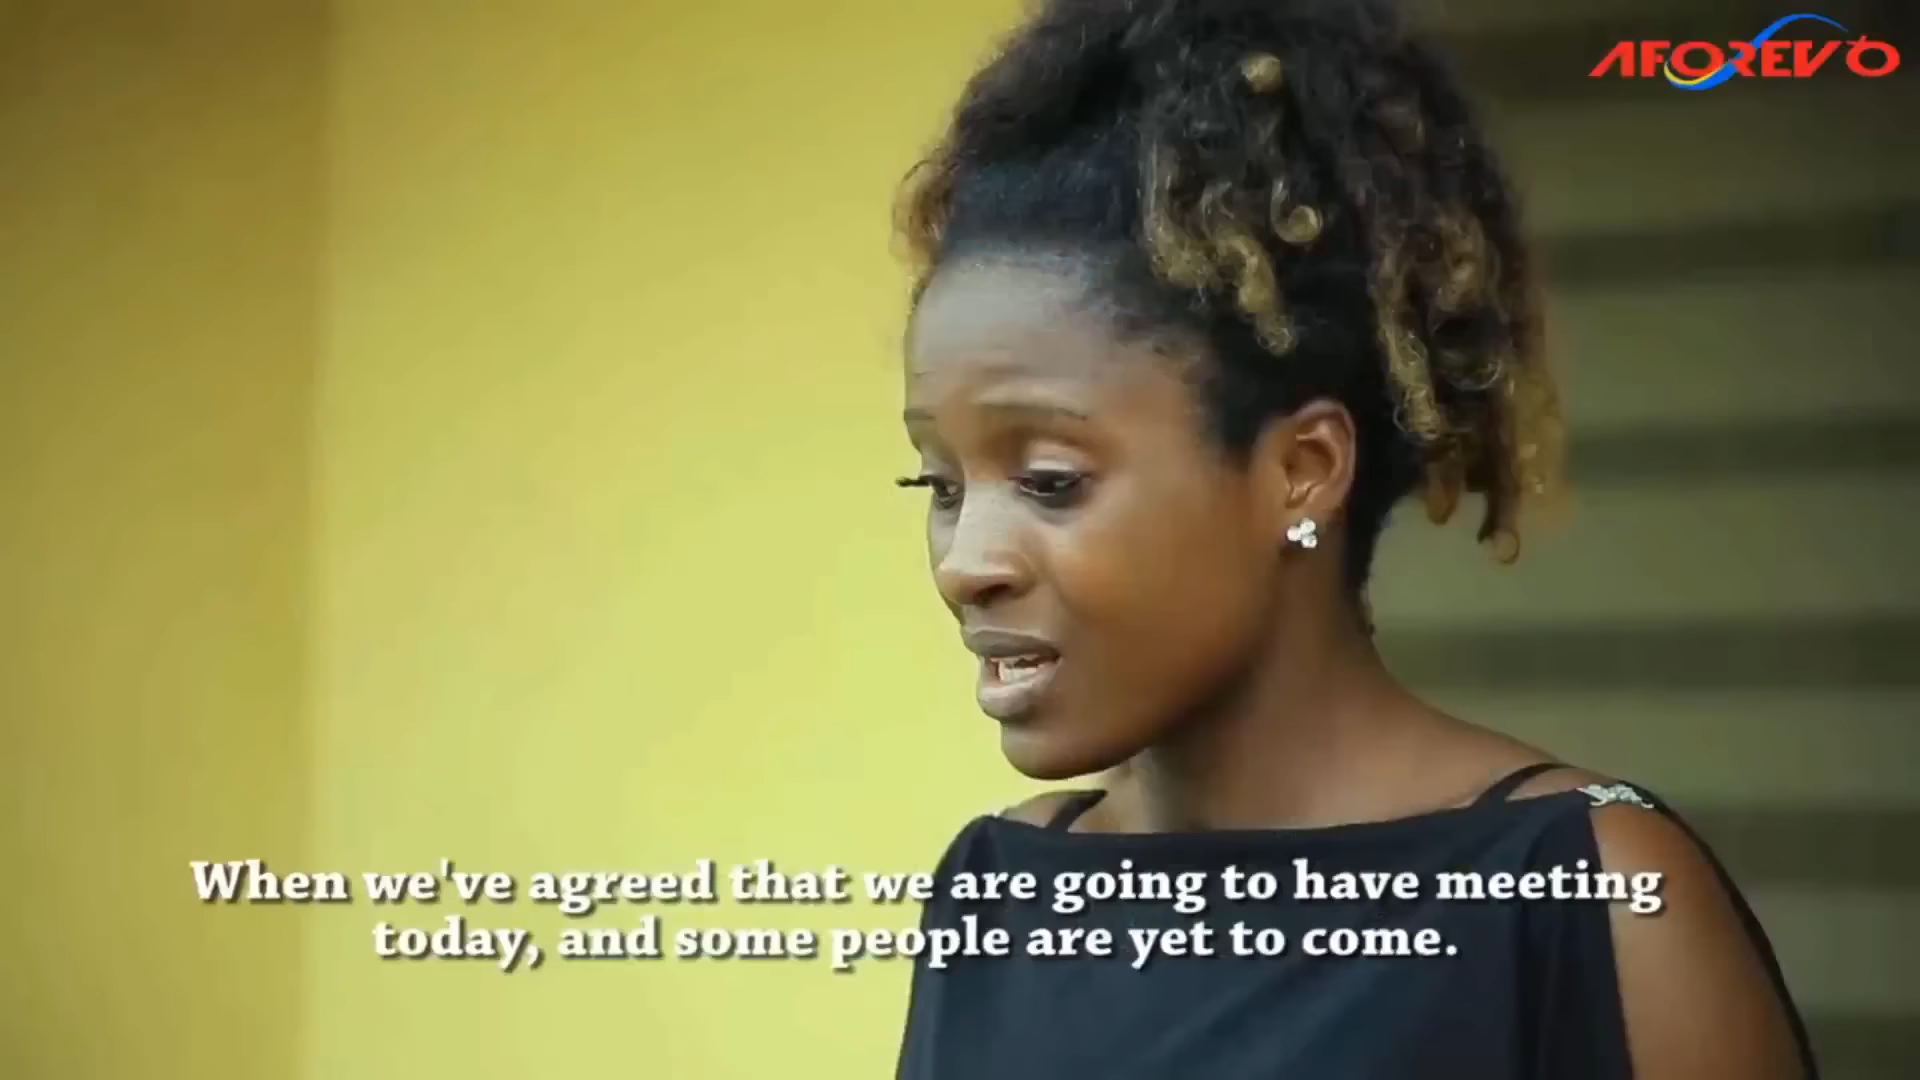 AFOREVO
When we've agreed that we are going to have meeting
today, and some people are yet to come.